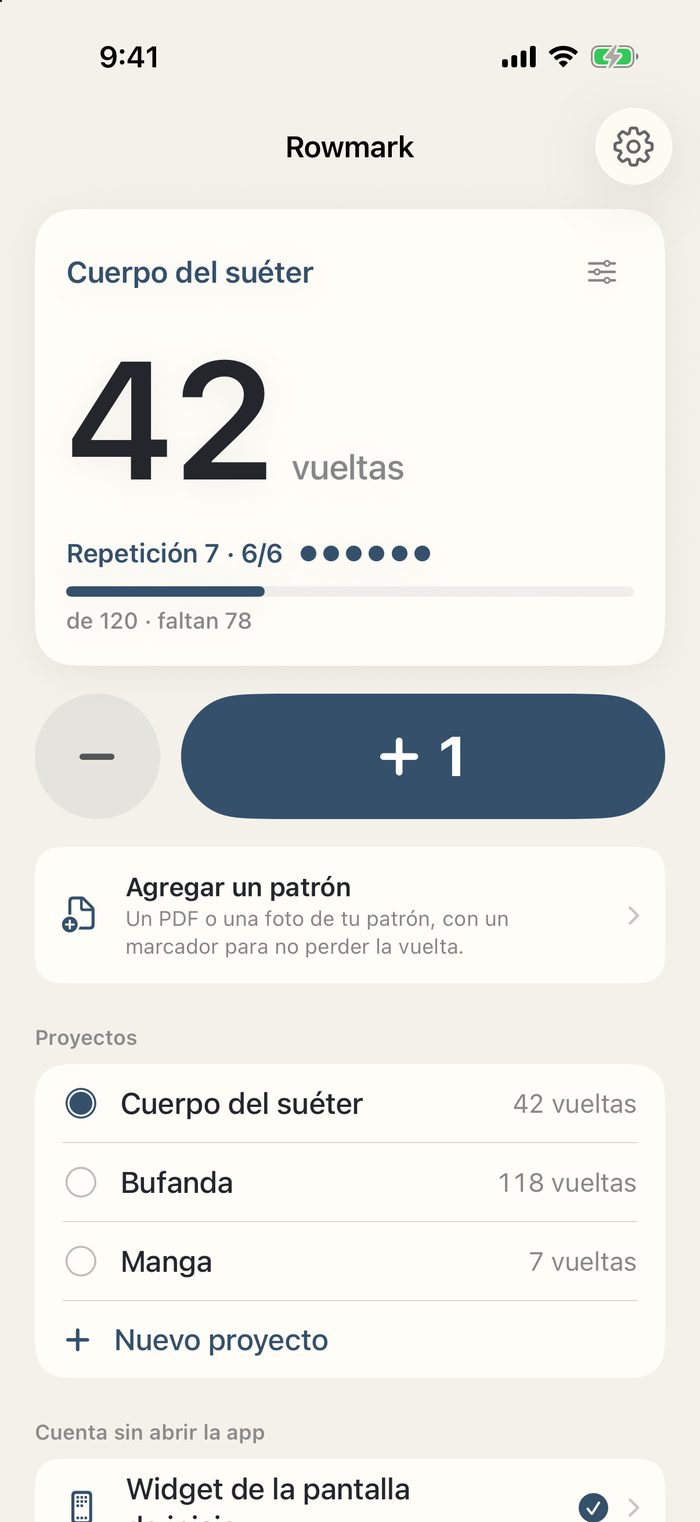 9:41
Rowmark
Cuerpo del suéter
42 vueltas
Repetición 7 · 6/6
de 120 · faltan 78
+ 1
Agregar un patrón
Un PDF o una foto de tu patrón, con un
marcador para no perder la vuelta.
Proyectos
Cuerpo del suéter 42 vueltas
Bufanda 118 vueltas
Manga 7 vueltas
+ Nuevo proyecto
Cuenta sin abrir la app
Widget de la pantalla